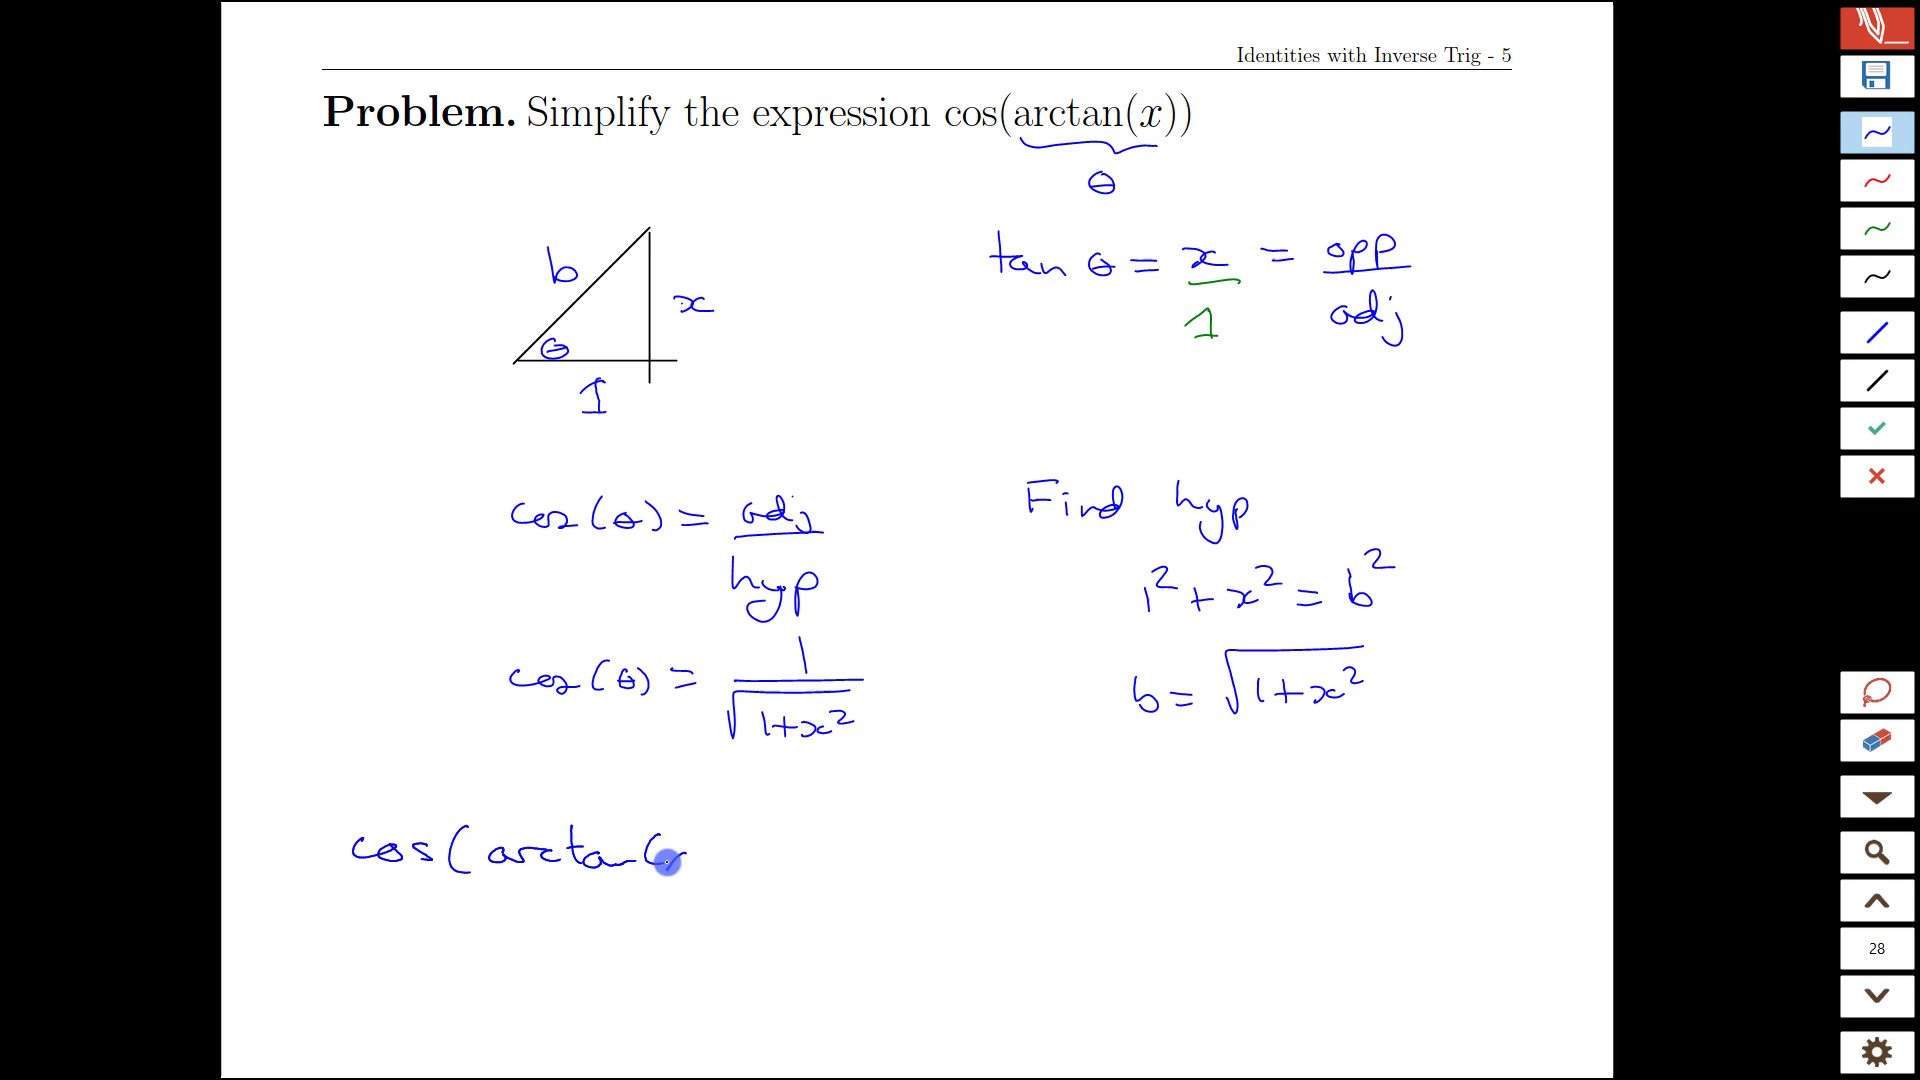 Identities with Inverse Trig - 5
Problem. Simplify the expression cos(arctan(x))
θ
tan θ = x/1 = opp/adj
b
x
θ
1
cos(θ) = adj/hyp
Find hyp
1² + x² = b²
cos(θ) = 1/√(1+x²)
b = √(1+x²)
cos(arctan(
28